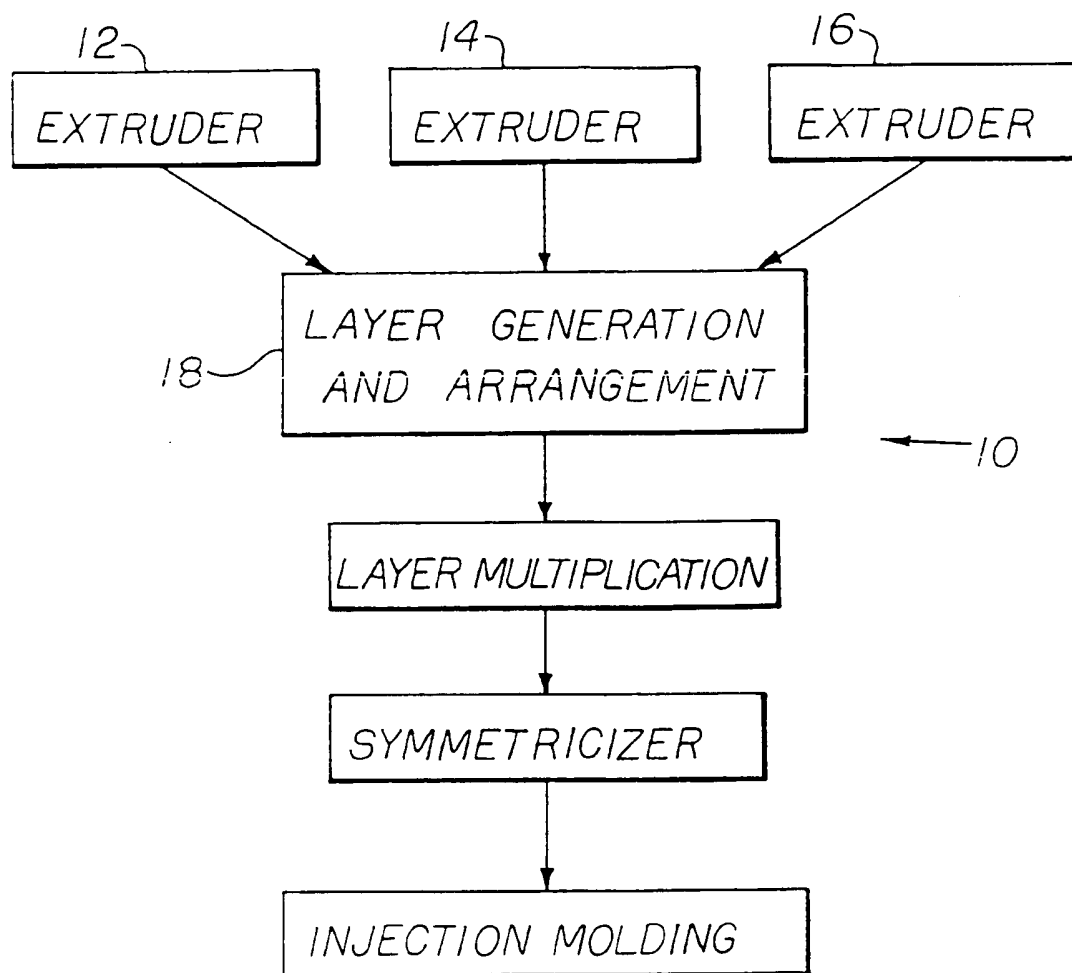 12
14
16
EXTRUDER
EXTRUDER
EXTRUDER
LAYER GENERATION
AND ARRANGEMENT
18
10
LAYER MULTIPLICATION
SYMMETRICIZER
INJECTION MOLDING